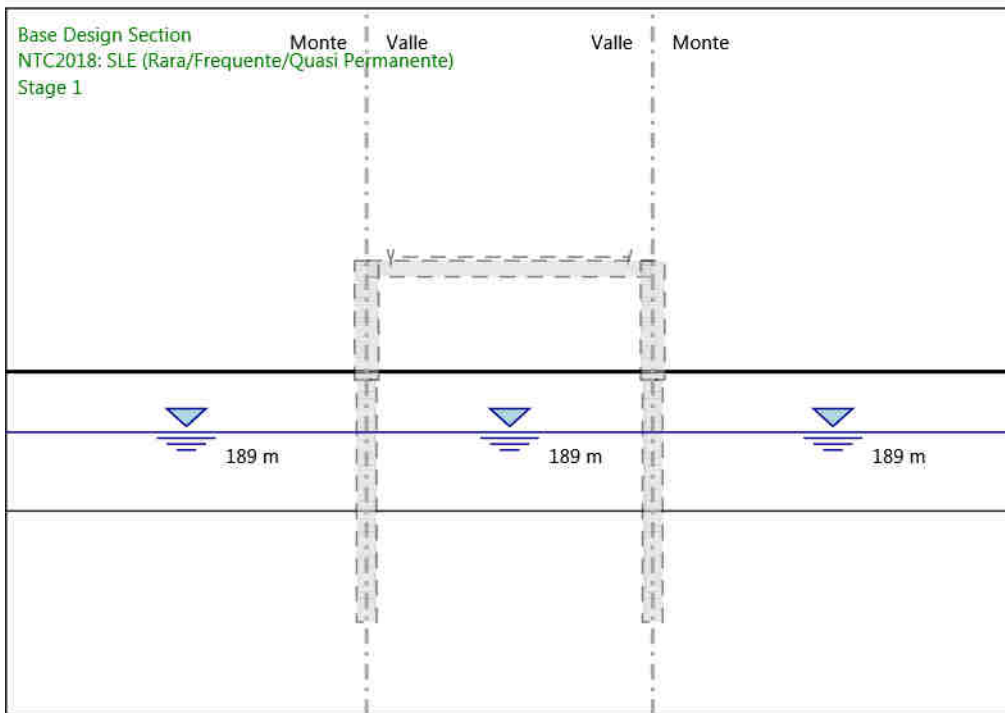 Base Design Section
Monte Valle Valle Monte
NTC2018: SLE (Rara/Frequente/Quasi Permanente)
Stage 1
189 m 189 m 189 m